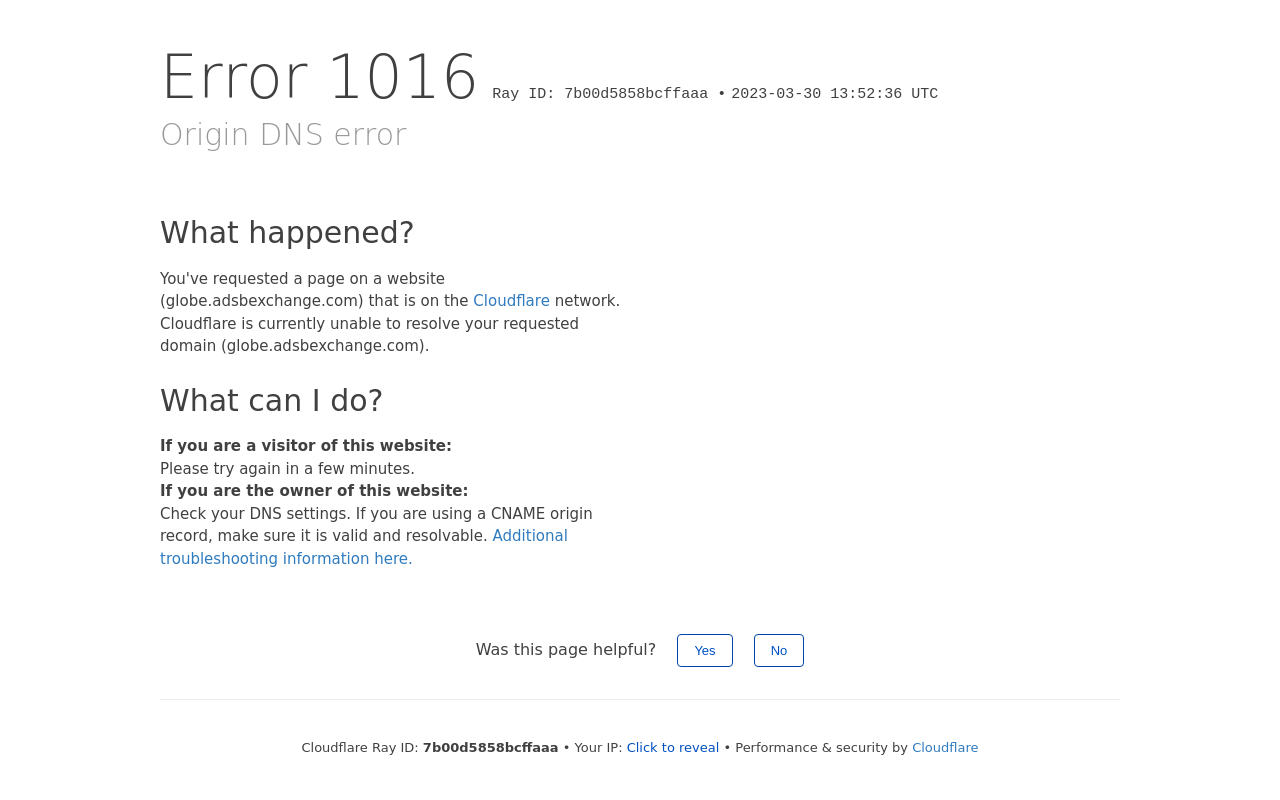 Error 1016 Ray ID: 7b00d5858bcffaaa • 2023-03-30 13:52:36 UTC
Origin DNS error
What happened?
You've requested a page on a website
(globe.adsbexchange.com) that is on the Cloudflare network.
Cloudflare is currently unable to resolve your requested
domain (globe.adsbexchange.com).
What can I do?
If you are a visitor of this website:
Please try again in a few minutes.
If you are the owner of this website:
Check your DNS settings. If you are using a CNAME origin
record, make sure it is valid and resolvable. Additional
troubleshooting information here.
Was this page helpful? Yes No
Cloudflare Ray ID: 7b00d5858bcffaaa • Your IP: Click to reveal • Performance & security by Cloudflare